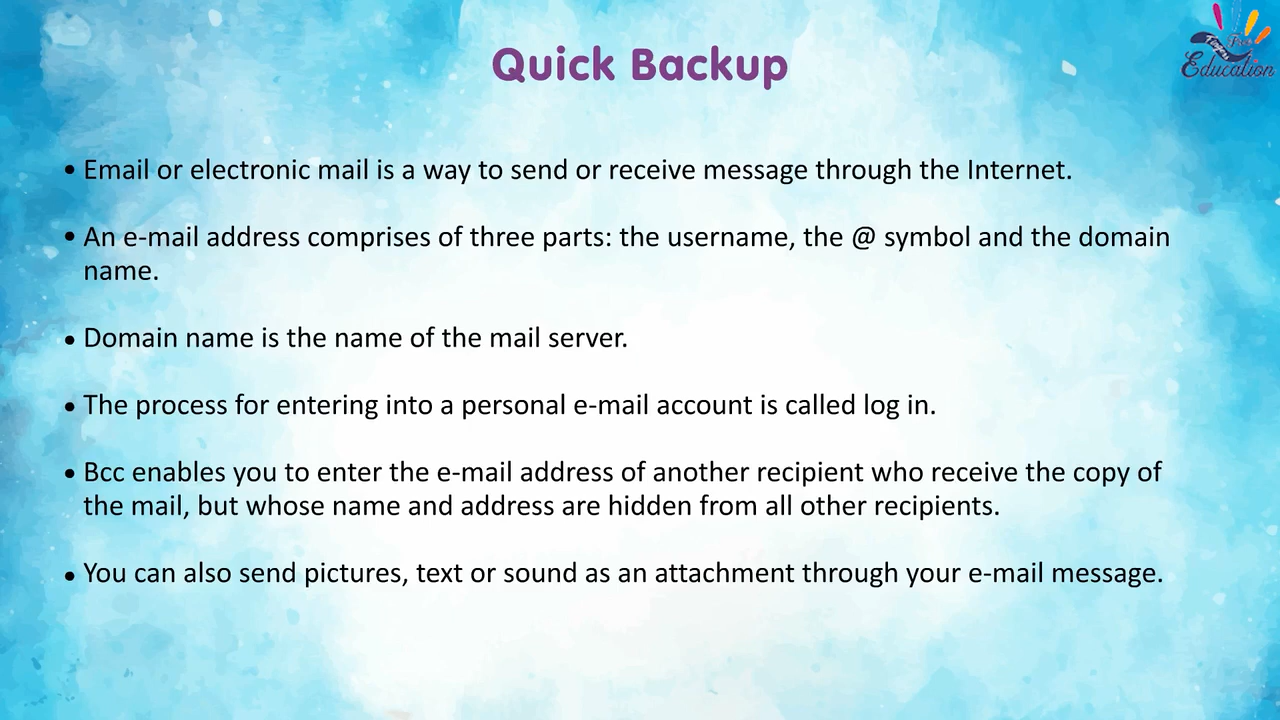 Quick Backup
Education
• Email or electronic mail is a way to send or receive message through the Internet.
• An e-mail address comprises of three parts: the username, the @ symbol and the domain
name.
• Domain name is the name of the mail server.
• The process for entering into a personal e-mail account is called log in.
• Bcc enables you to enter the e-mail address of another recipient who receive the copy of
the mail, but whose name and address are hidden from all other recipients.
• You can also send pictures, text or sound as an attachment through your e-mail message.